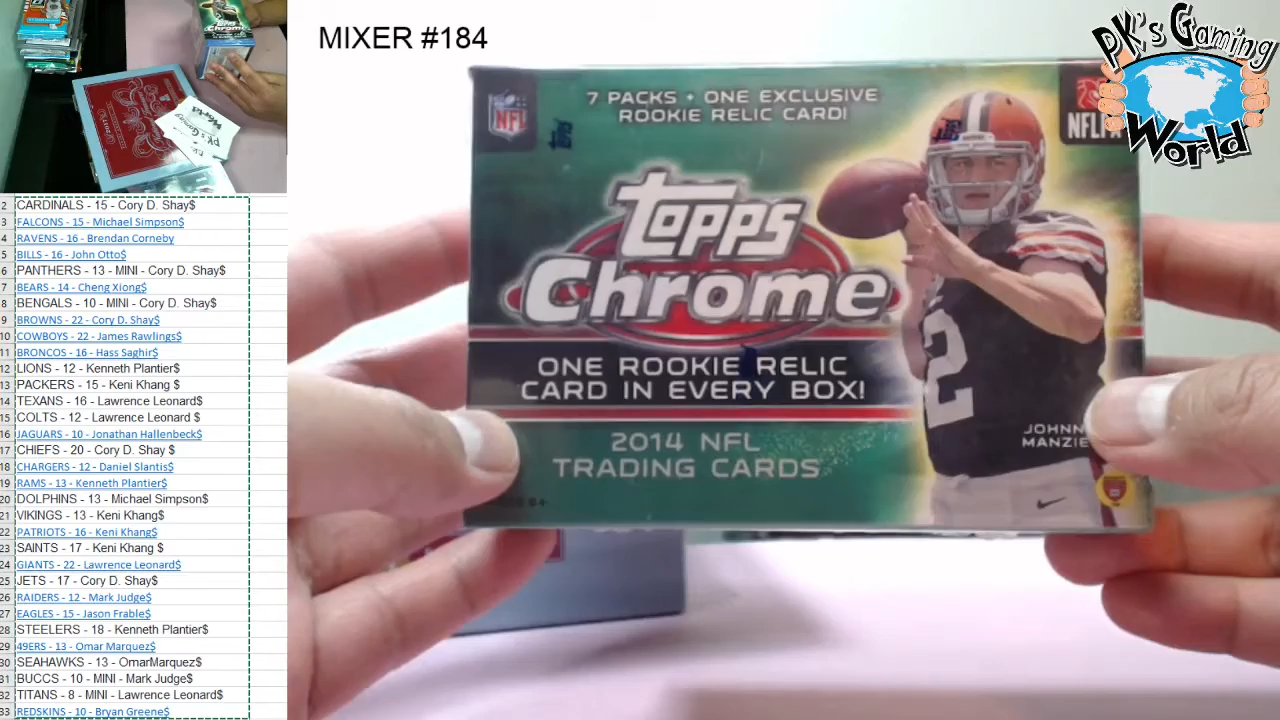 MIXER #184
PK's Gaming
World
7 PACKS + ONE EXCLUSIVE
ROOKIE RELIC CARD!
NFL
NFLP
Topps
Chrome
ONE ROOKIE RELIC
CARD IN EVERY BOX!
2014 NFL
TRADING CARDS
2
JOHNN
MANZIE
Topps
Chrome
PK's Gaming
World
2 CARDINALS - 15 - Cory D. Shay$
3 FALCONS - 15 - Michael Simpson$
4 RAVENS - 16 - Brendan Corneby
5 BILLS - 16 - John Otto$
6 PANTHERS - 13 - MINI - Cory D. Shay$
7 BEARS - 14 - Cheng Xiong$
8 BENGALS - 10 - MINI - Cory D. Shay$
9 BROWNS - 22 - Cory D. Shay$
10 COWBOYS - 22 - James Rawlings$
11 BRONCOS - 16 - Hass Saghir$
12 LIONS - 12 - Kenneth Plantier$
13 PACKERS - 15 - Keni Khang $
14 TEXANS - 16 - Lawrence Leonard$
15 COLTS - 12 - Lawrence Leonard $
16 JAGUARS - 10 - Jonathan Hallenbeck$
17 CHIEFS - 20 - Cory D. Shay $
18 CHARGERS - 12 - Daniel Slantis$
19 RAMS - 13 - Kenneth Plantier$
20 DOLPHINS - 13 - Michael Simpson$
21 VIKINGS - 13 - Keni Khang$
22 PATRIOTS - 16 - Keni Khang$
23 SAINTS - 17 - Keni Khang $
24 GIANTS - 22 - Lawrence Leonard$
25 JETS - 17 - Cory D. Shay$
26 RAIDERS - 12 - Mark Judge$
27 EAGLES - 15 - Jason Frable$
28 STEELERS - 18 - Kenneth Plantier$
29 49ERS - 13 - Omar Marquez$
30 SEAHAWKS - 13 - OmarMarquez$
31 BUCCS - 10 - MINI - Mark Judge$
32 TITANS - 8 - MINI - Lawrence Leonard$
33 REDSKINS - 10 - Bryan Greene$